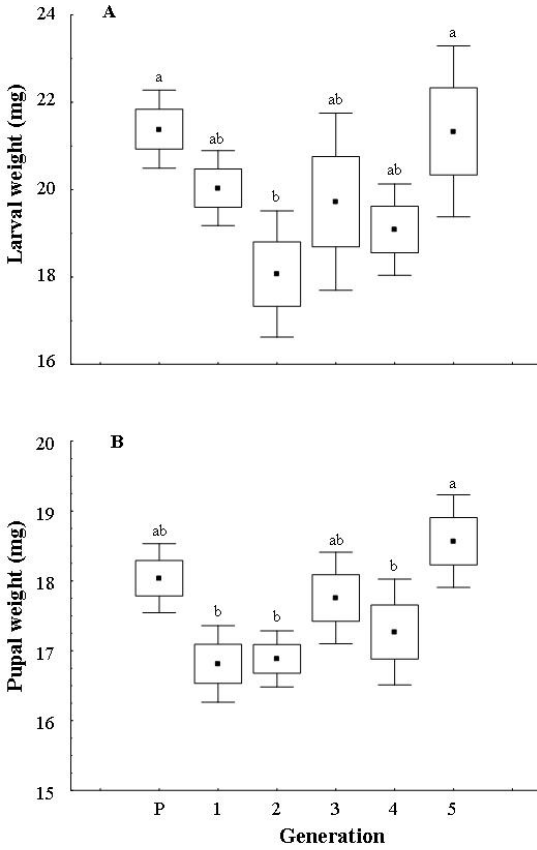 A
Larval weight (mg)
24
22
20
18
16
a
ab
b
ab
ab
a
B
Pupal weight (mg)
20
19
18
17
16
15
ab
b
b
ab
b
a
P 1 2 3 4 5
Generation